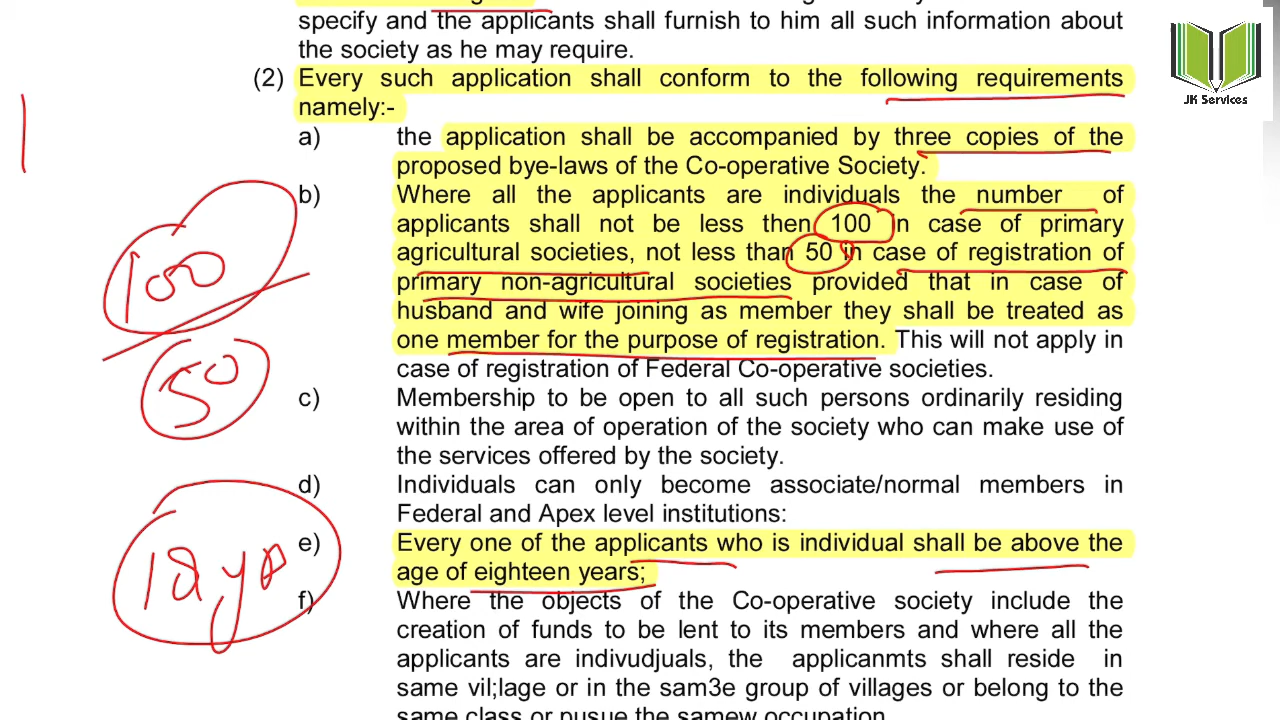 specify and the applicants shall furnish to him all such information about
the society as he may require.
(2) Every such application shall conform to the following requirements
namely:-
a) the application shall be accompanied by three copies of the
proposed bye-laws of the Co-operative Society.
b) Where all the applicants are individuals the number of
applicants shall not be less then 100 in case of primary
agricultural societies, not less than 50 in case of registration of
primary non-agricultural societies provided that in case of
husband and wife joining as member they shall be treated as
one member for the purpose of registration. This will not apply in
case of registration of Federal Co-operative societies.
c) Membership to be open to all such persons ordinarily residing
within the area of operation of the society who can make use of
the services offered by the society.
d) Individuals can only become associate/normal members in
Federal and Apex level institutions:
e) Every one of the applicants who is individual shall be above the
age of eighteen years;
f) Where the objects of the Co-operative society include the
creation of funds to be lent to its members and where all the
applicants are indivudjuals, the applicanmts shall reside in
same vil;lage or in the sam3e group of villages or belong to the
same class or pusue the samew occupation
100
50
18 yrs
JK Services